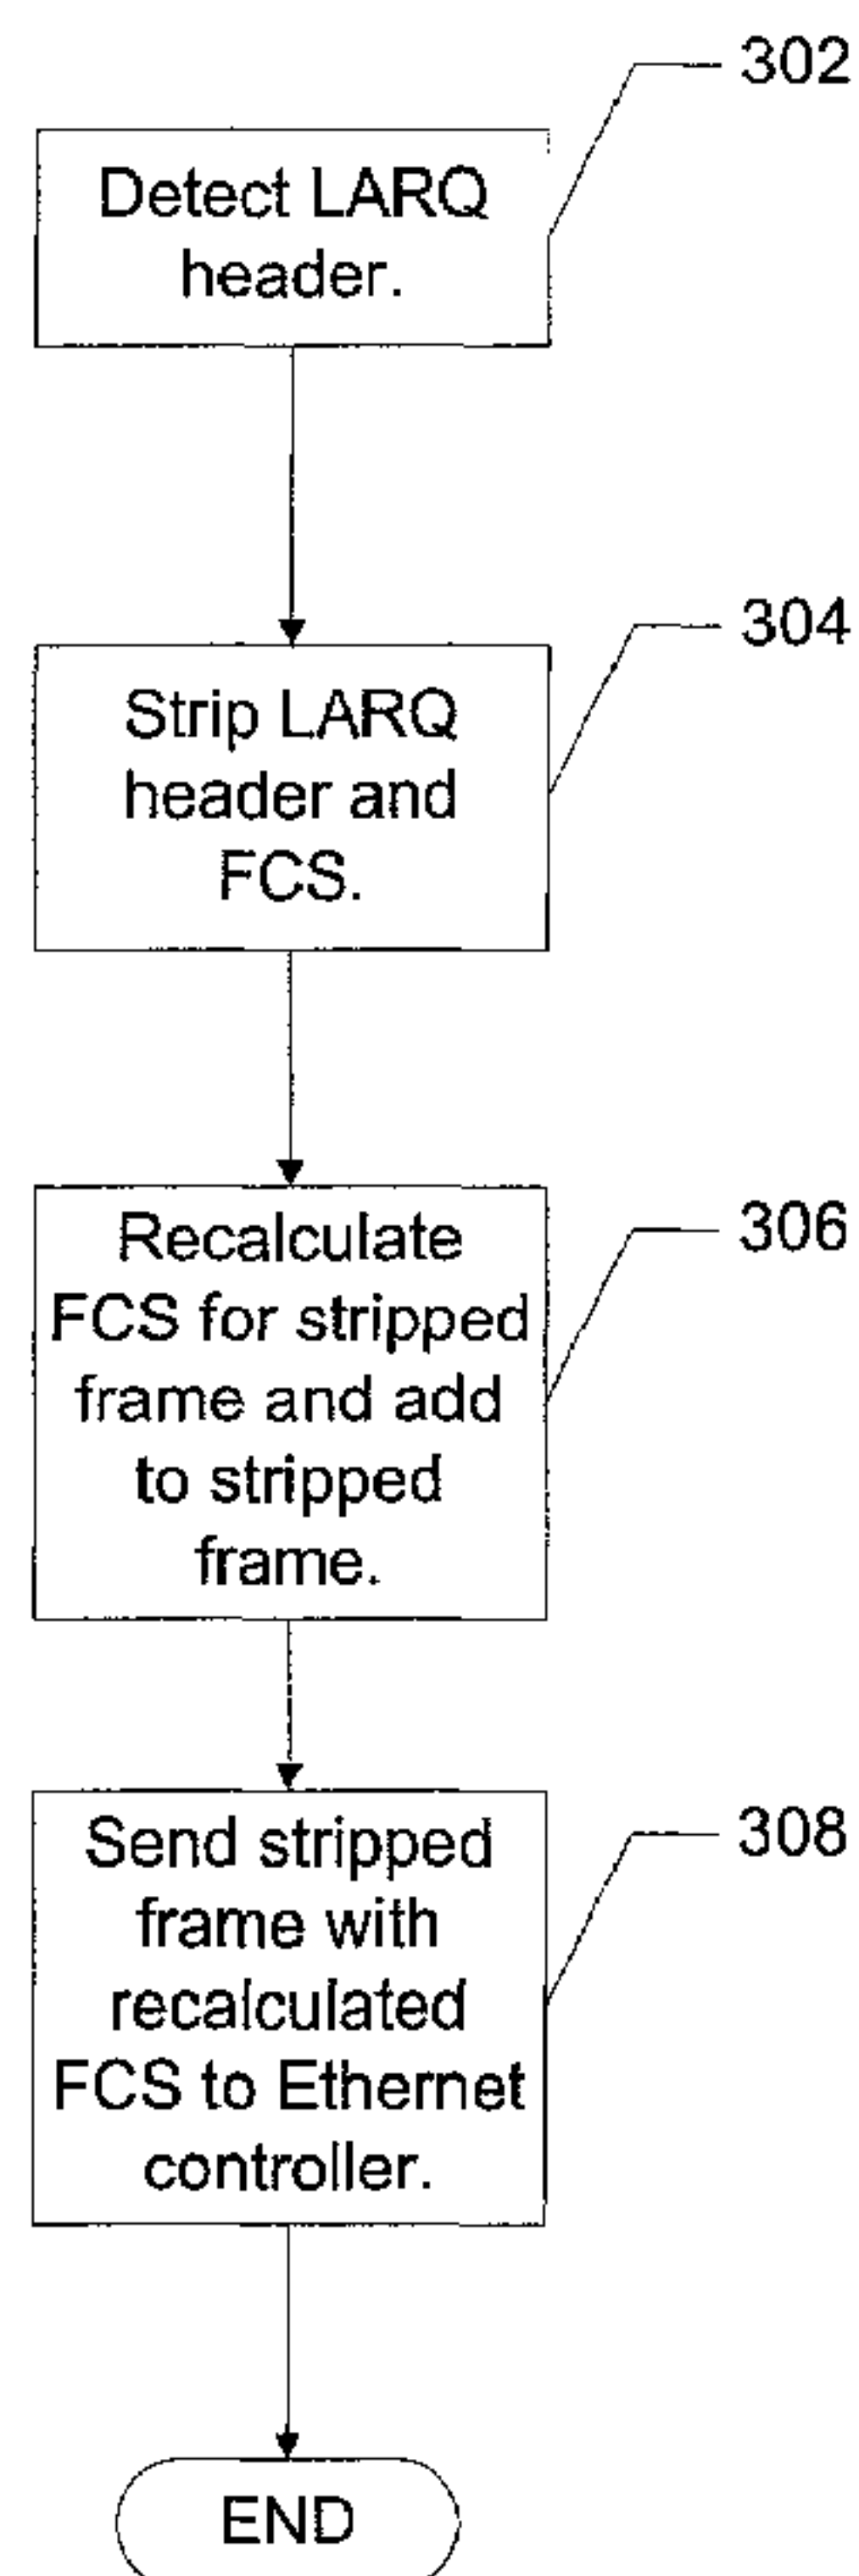 302
Detect LARQ
header.
304
Strip LARQ
header and
FCS.
306
Recalculate
FCS for stripped
frame and add
to stripped
frame.
308
Send stripped
frame with
recalculated
FCS to Ethernet
controller.
END